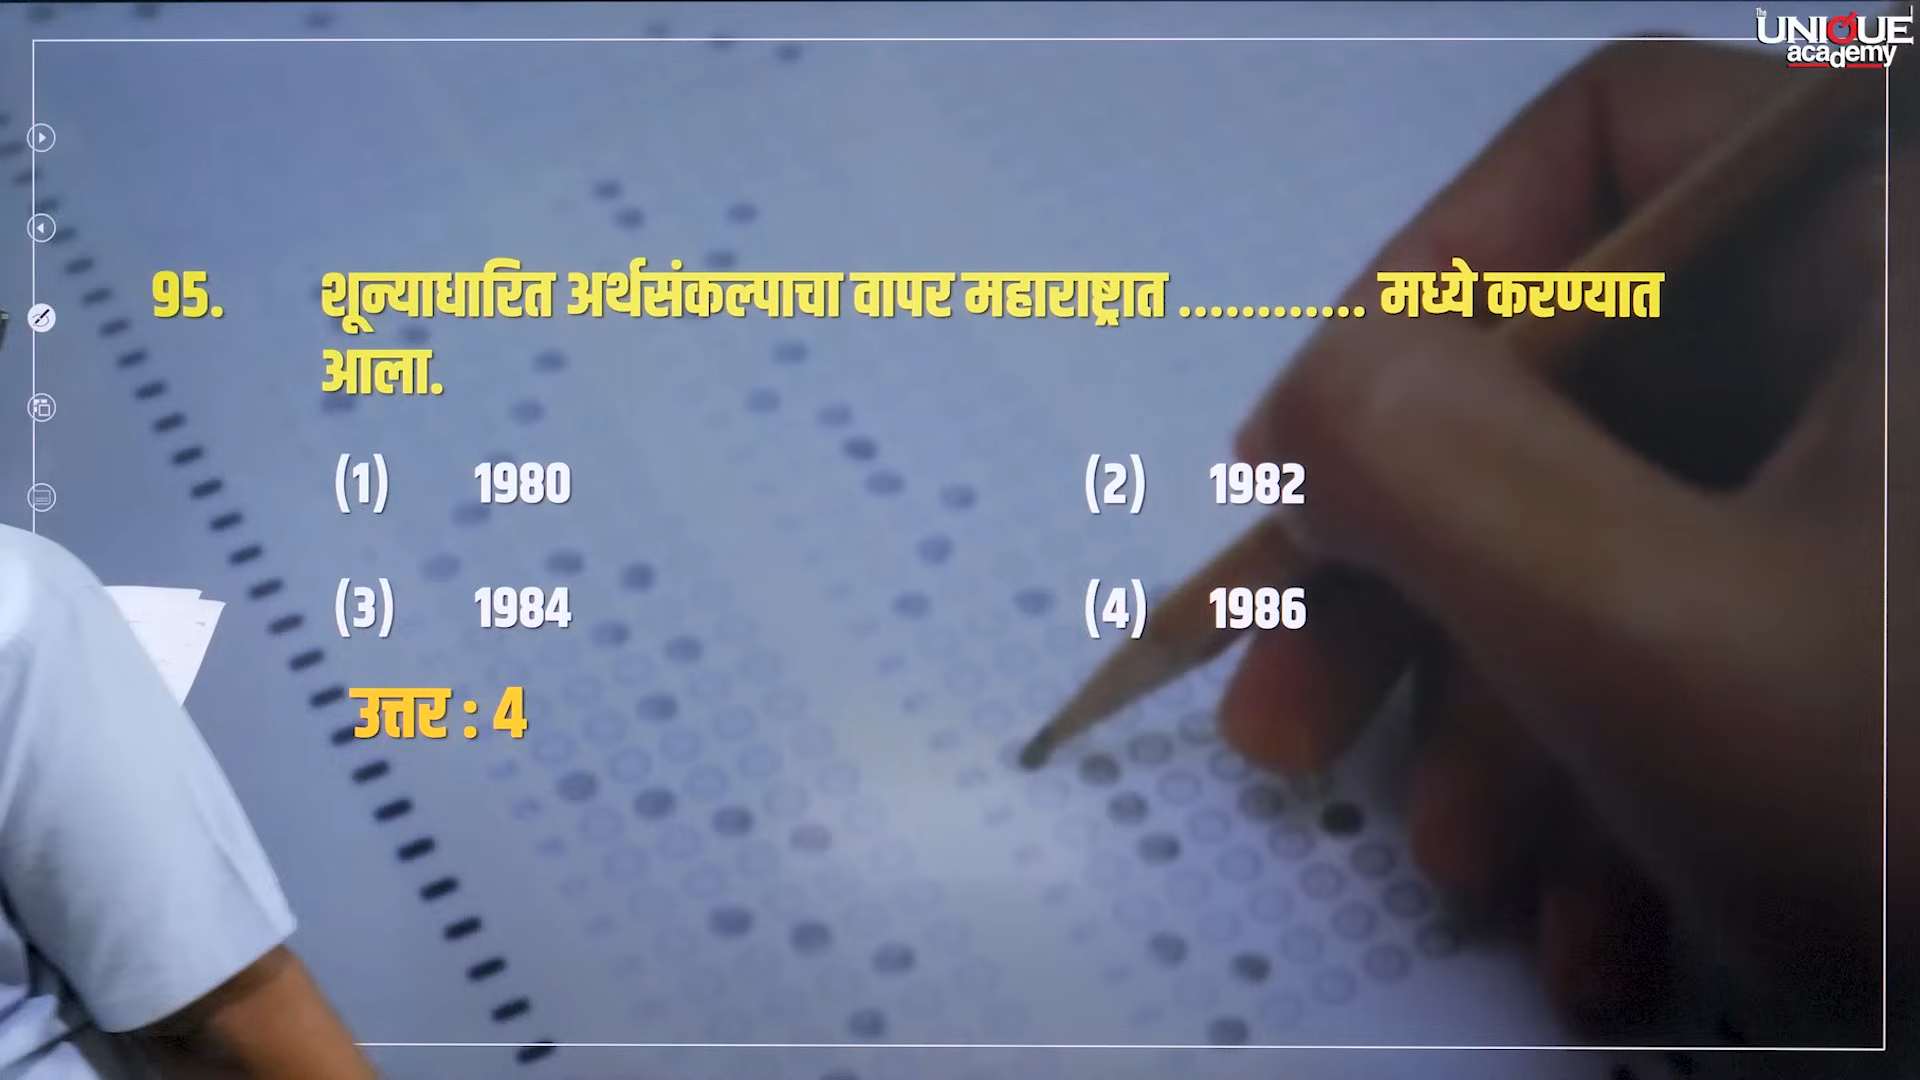 The
UNIQUE
academy
95. शून्याधारित अर्थसंकल्पाचा वापर महाराष्ट्रात ............ मध्ये करण्यात
आला.
(1) 1980 (2) 1982
(3) 1984 (4) 1986
उत्तर : 4